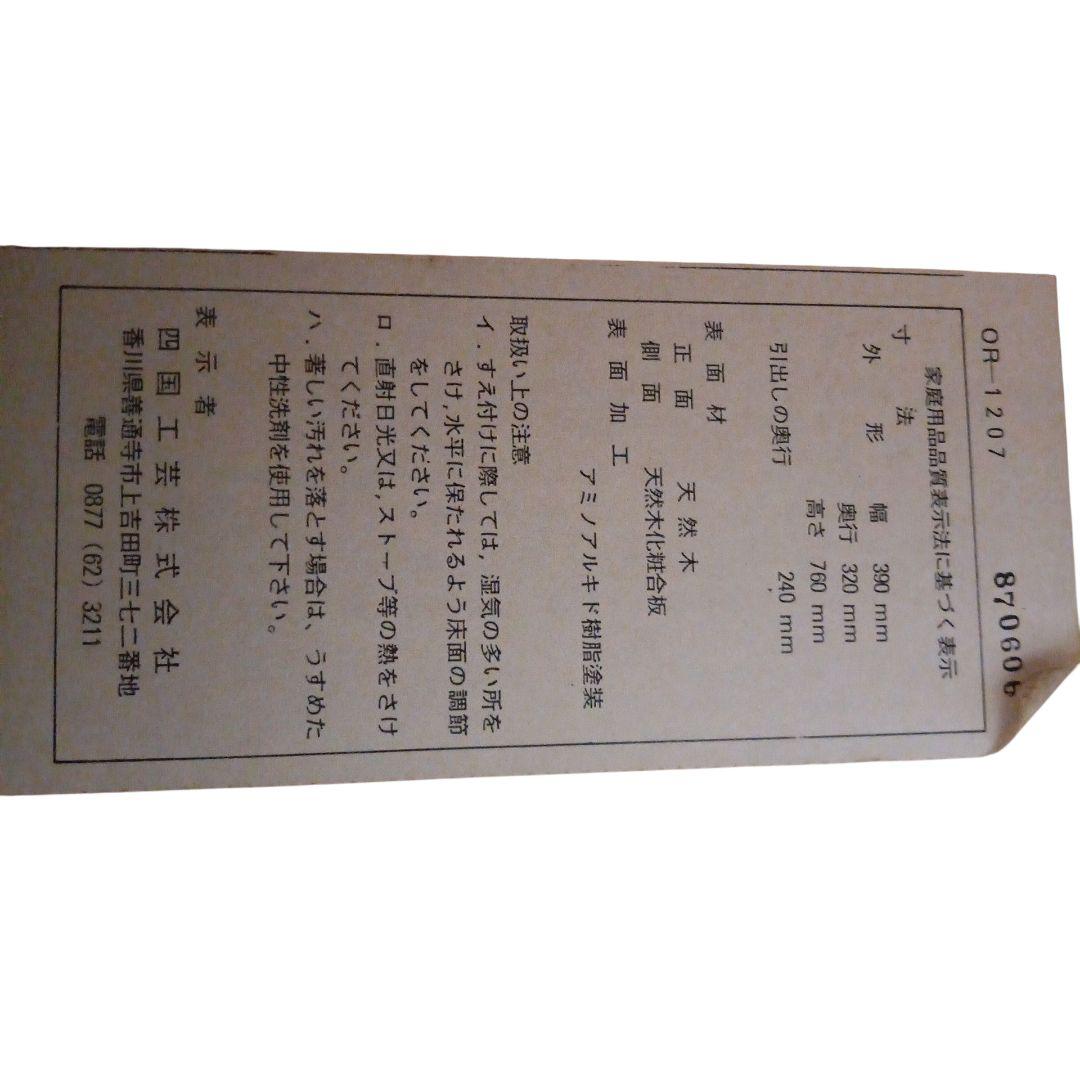 OR－1207 870606
家庭用品品質表示法に基づく表示
寸法
外形 幅 390 mm
奥行 320 mm
高さ 760 mm
引出しの奥行 240 mm
表面材
正面 天然木
側面 天然木化粧合板
表面加工
アミノアルキド樹脂塗装
取扱い上の注意
イ．すえ付けに際しては，湿気の多い所を
さけ，水平に保たれるよう床面の調節
をしてください。
ロ．直射日光又は，ストーブ等の熱をさけ
てください。
ハ．著しい汚れを落とす場合は、うすめた
中性洗剤を使用して下さい。
表示者
四国工芸株式会社
香川県善通寺市上吉田町三七二番地
電話 0877（62）3211